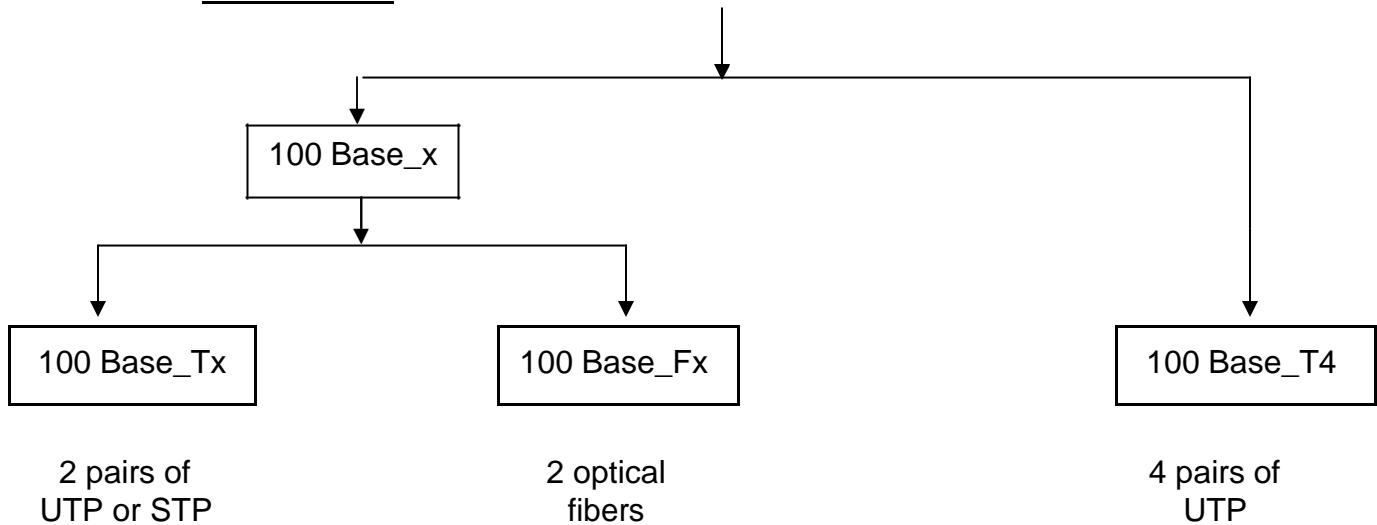 100 Base_x
100 Base_Tx
100 Base_Fx
100 Base_T4
2 pairs of
UTP or STP
2 optical
fibers
4 pairs of
UTP